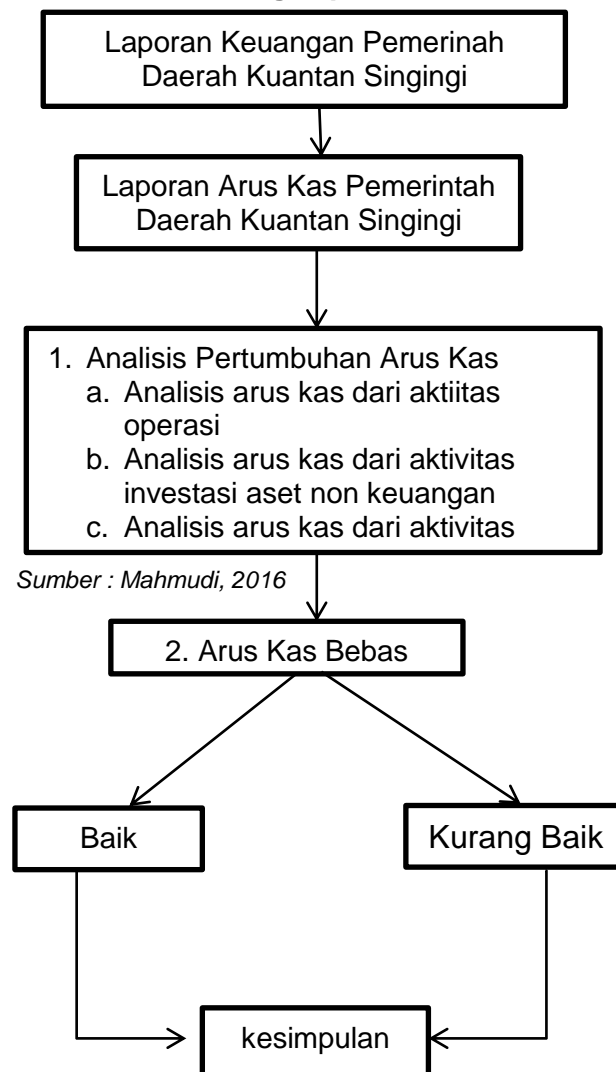 Laporan Keuangan Pemerinah
Daerah Kuantan Singingi
Laporan Arus Kas Pemerintah
Daerah Kuantan Singingi
1. Analisis Pertumbuhan Arus Kas
a. Analisis arus kas dari aktiitas
operasi
b. Analisis arus kas dari aktivitas
investasi aset non keuangan
c. Analisis arus kas dari aktivitas
Sumber : Mahmudi, 2016
2. Arus Kas Bebas
Baik
Kurang Baik
kesimpulan